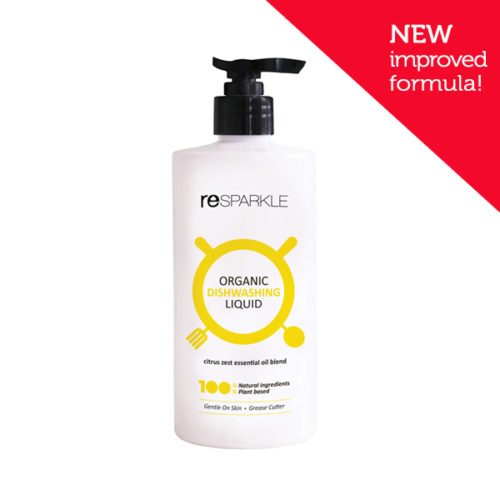 NEW
improved
formula!
reSPARKLE
ORGANIC
DISHWASHING
LIQUID
citrus zest essential oil blend
100% Natural ingredients
% Plant based
Gentle On Skin • Grease Cutter